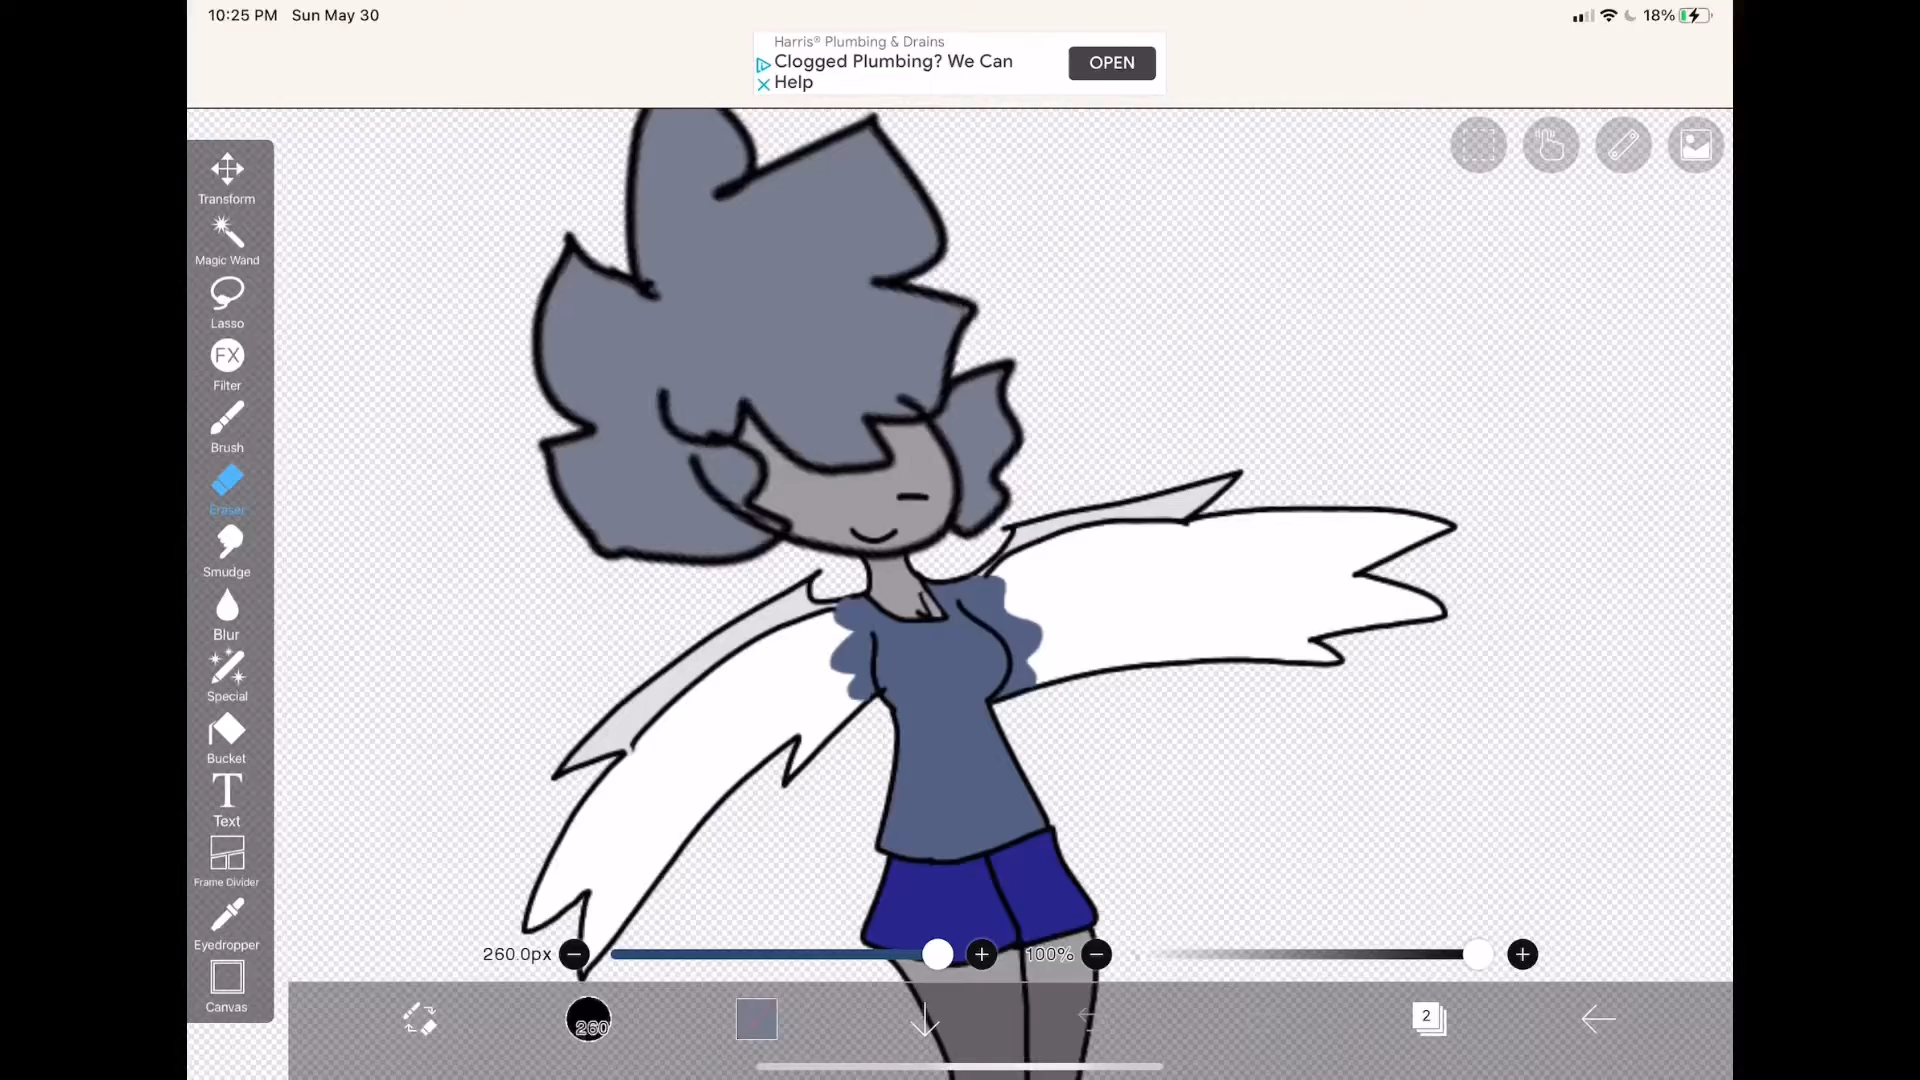 10:25 PM Sun May 30
18%
Harris® Plumbing & Drains
Clogged Plumbing? We Can
Help
OPEN
Transform
Magic Wand
Lasso
FX
Filter
Brush
Eraser
Smudge
Blur
Special
Bucket
T
Text
Frame Divider
Eyedropper
Canvas
260.0px
100%
260
2